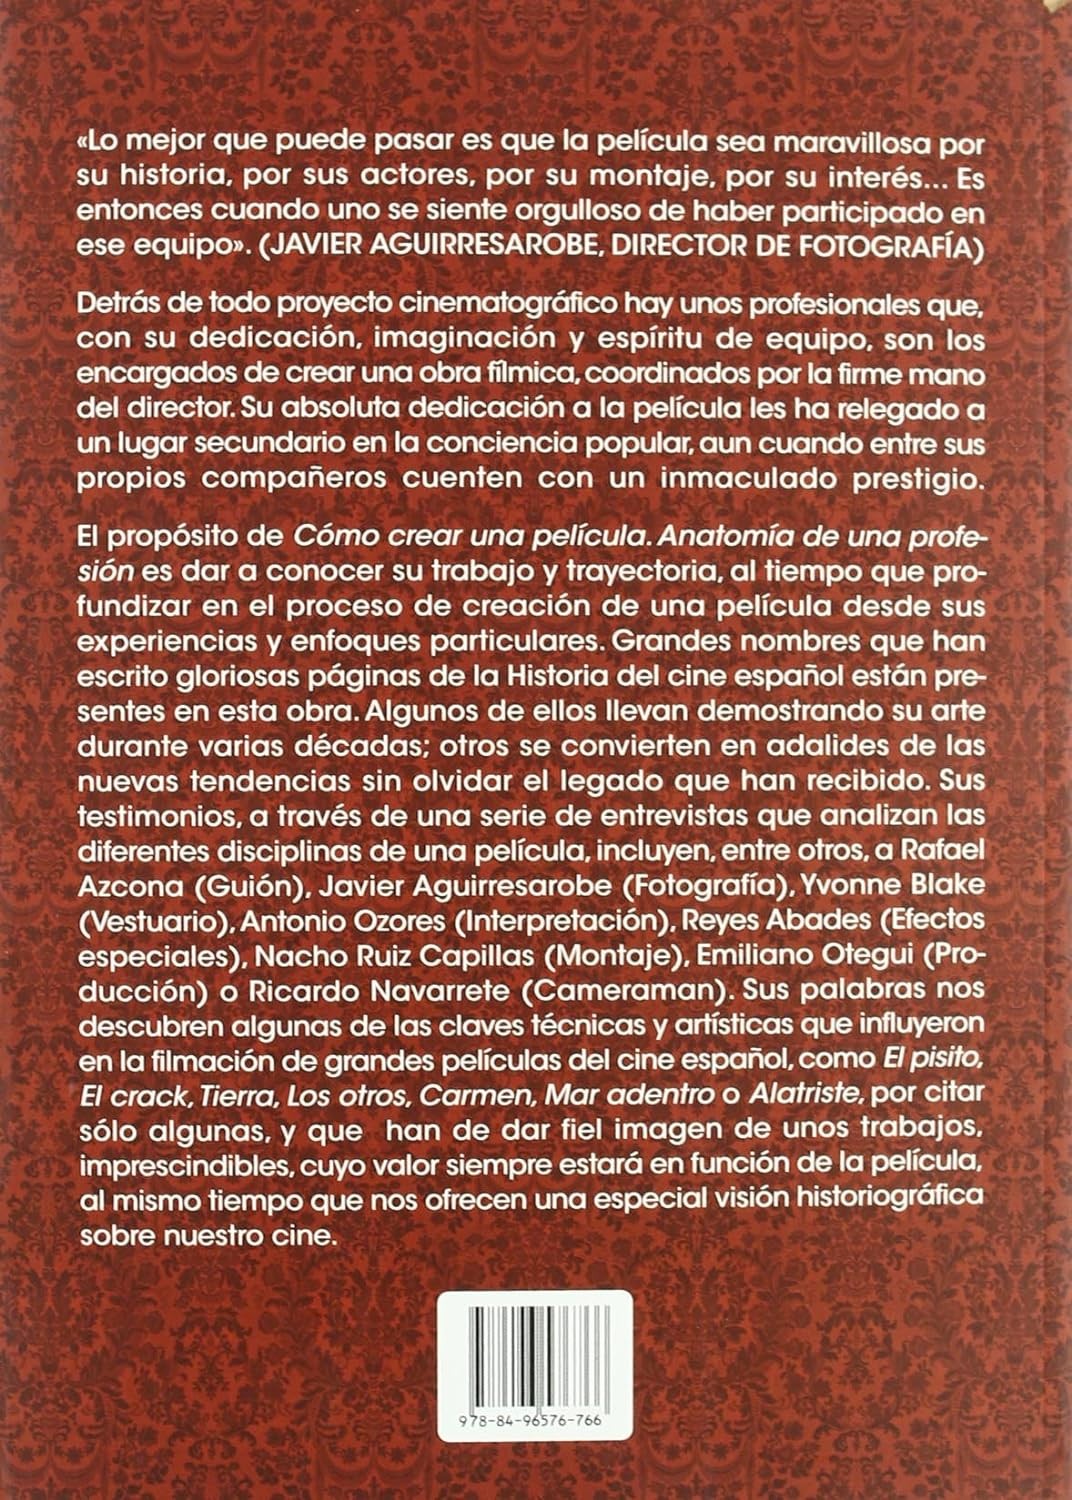 «Lo mejor que puede pasar es que la película sea maravillosa por
su historia, por sus actores, por su montaje, por su interés... Es
entonces cuando uno se siente orgulloso de haber participado en
ese equipo». (JAVIER AGUIRRESAROBE, DIRECTOR DE FOTOGRAFÍA)
Detrás de todo proyecto cinematográfico hay unos profesionales que,
con su dedicación, imaginación y espíritu de equipo, son los
encargados de crear una obra fílmica, coordinados por la firme mano
del director. Su absoluta dedicación a la película les ha relegado a
un lugar secundario en la conciencia popular, aun cuando entre sus
propios compañeros cuenten con un inmaculado prestigio.
El propósito de Cómo crear una película. Anatomía de una profe-
sión es dar a conocer su trabajo y trayectoria, al tiempo que pro-
fundizar en el proceso de creación de una película desde sus
experiencias y enfoques particulares. Grandes nombres que han
escrito gloriosas páginas de la Historia del cine español están pre-
sentes en esta obra. Algunos de ellos llevan demostrando su arte
durante varias décadas; otros se convierten en adalides de las
nuevas tendencias sin olvidar el legado que han recibido. Sus
testimonios, a través de una serie de entrevistas que analizan las
diferentes disciplinas de una película, incluyen, entre otros, a Rafael
Azcona (Guión), Javier Aguirresarobe (Fotografía), Yvonne Blake
(Vestuario), Antonio Ozores (Interpretación), Reyes Abades (Efectos
especiales), Nacho Ruiz Capillas (Montaje), Emiliano Otegui (Pro-
ducción) o Ricardo Navarrete (Cameraman). Sus palabras nos
descubren algunas de las claves técnicas y artísticas que influyeron
en la filmación de grandes películas del cine español, como El pisito,
El crack, Tierra, Los otros, Carmen, Mar adentro o Alatriste, por citar
sólo algunas, y que han de dar fiel imagen de unos trabajos,
imprescindibles, cuyo valor siempre estará en función de la película,
al mismo tiempo que nos ofrecen una especial visión historiográfica
sobre nuestro cine.
978-84-96576-766